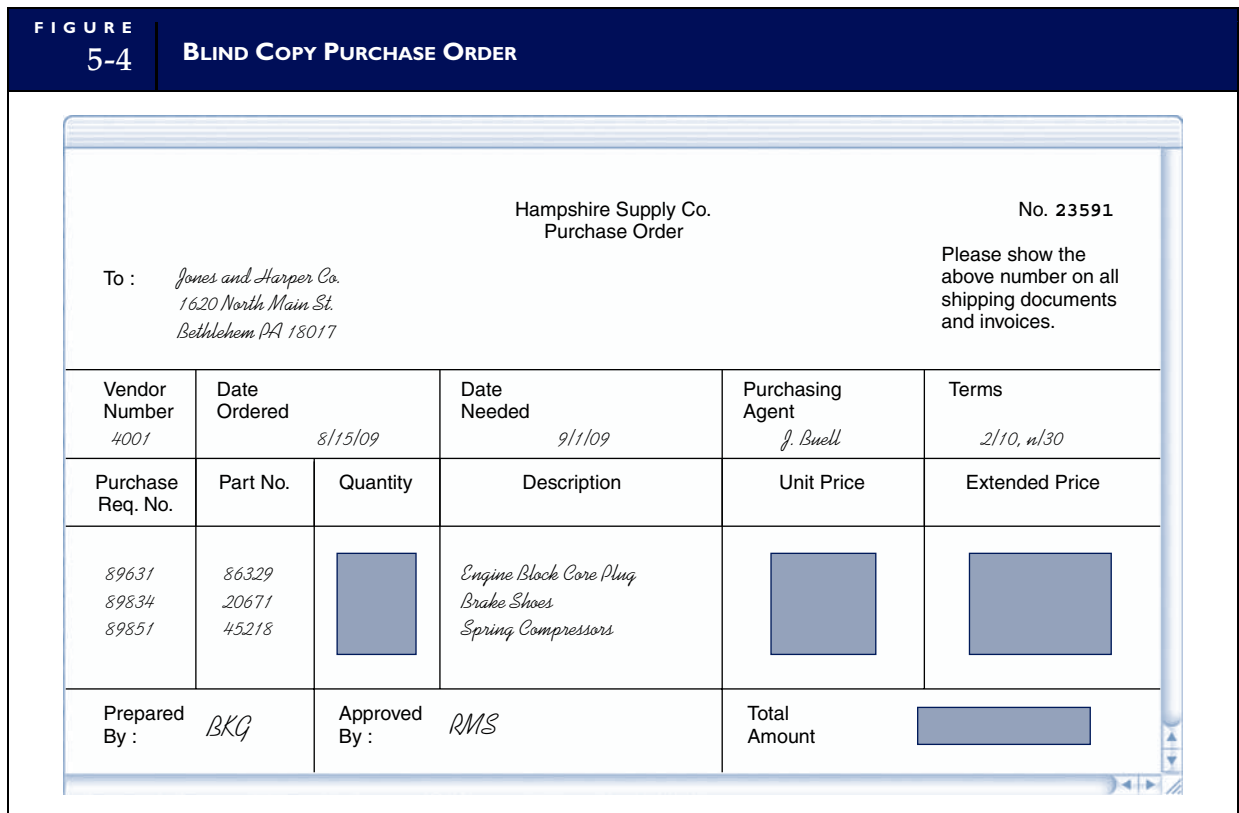 FIGURE
5-4
BLIND COPY PURCHASE ORDER
Hampshire Supply Co.
Purchase Order
No. 23591
Please show the
above number on all
shipping documents
and invoices.
To : Jones and Harper Co.
1620 North Main St.
Bethlehem PA 18017
Vendor
Number
4001
Date
Ordered
8/15/09
Date
Needed
9/1/09
Purchasing
Agent
J. Buell
Terms
2/10, n/30
Purchase
Req. No.
Part No.
Quantity
Description
Unit Price
Extended Price
89631 86329 Engine Block Core Plug
89834 20671 Brake Shoes
89851 45218 Spring Compressors
Prepared
By : BKG
Approved
By : RMS
Total
Amount